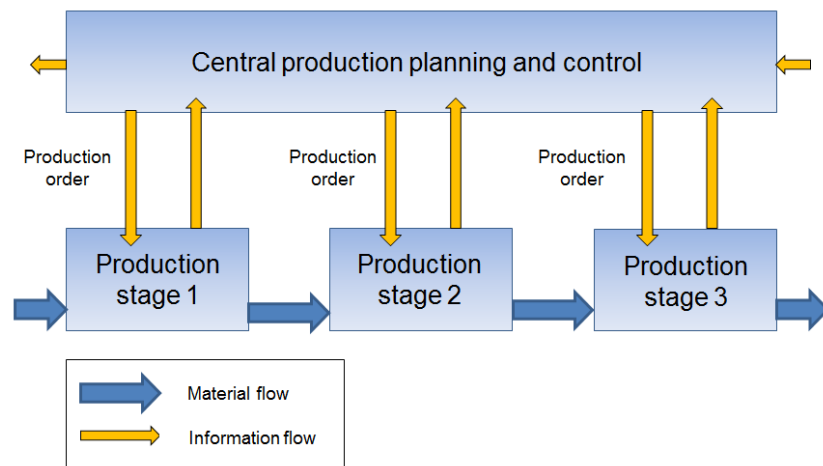 Central production planning and control
Production
order
Production
order
Production
order
Production
stage 1
Production
stage 2
Production
stage 3
Material flow
Information flow